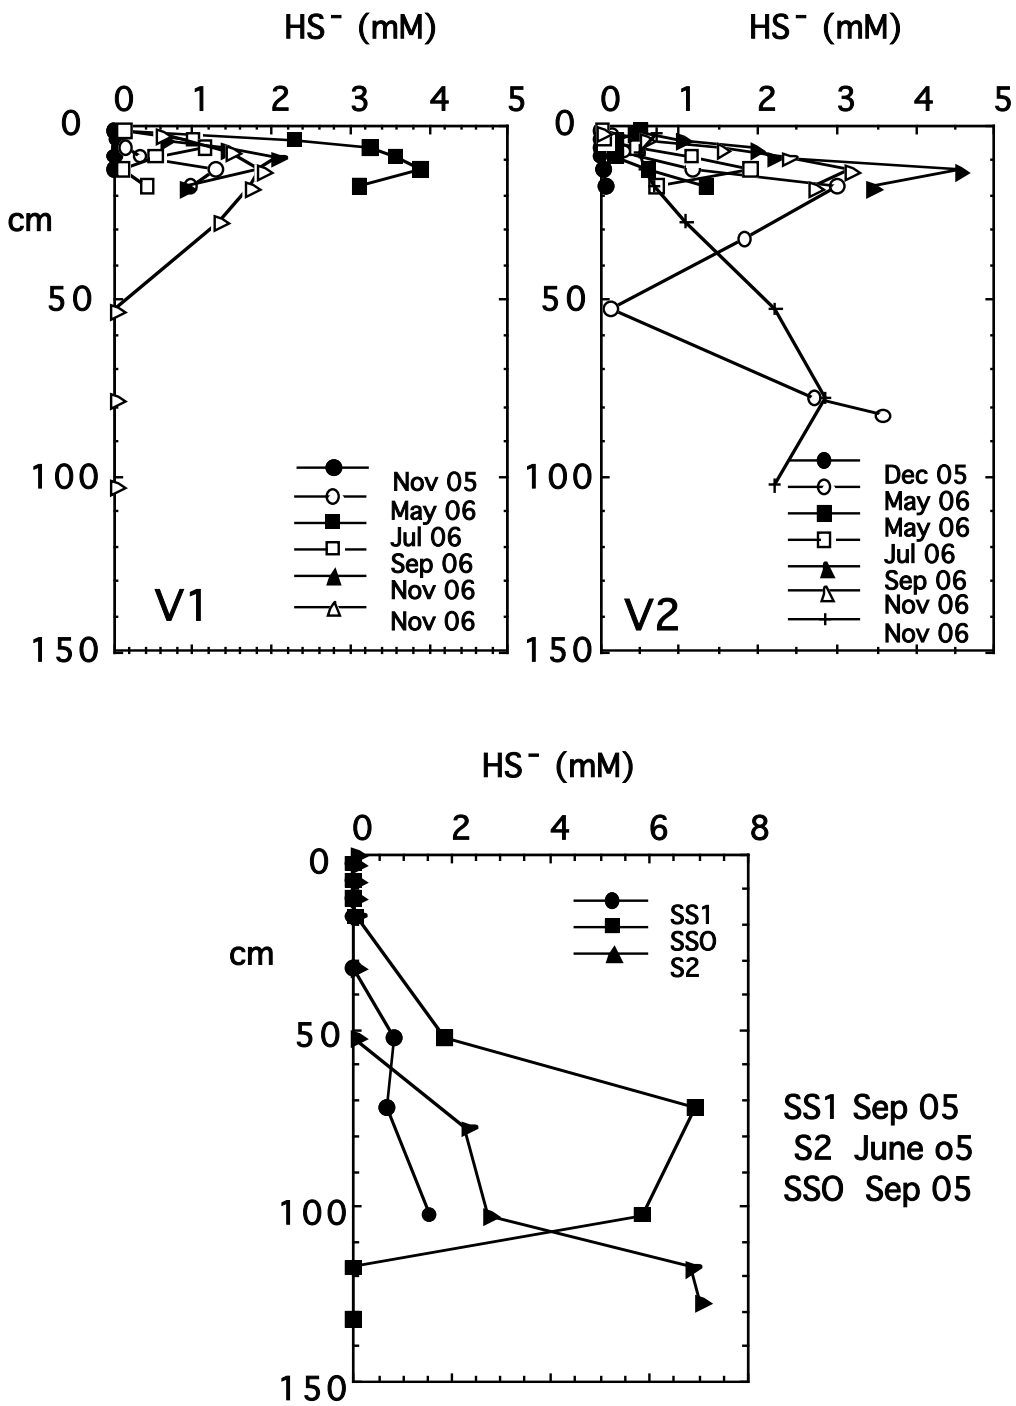 HS⁻ (mM)
HS⁻ (mM)
0 1 2 3 4 5
0 1 2 3 4 5
0
cm
50
100
150
0
50
100
150
Nov 05
May 06
Jul 06
Sep 06
Nov 06
Nov 06
V1
Dec 05
May 06
May 06
Jul 06
Sep 06
Nov 06
Nov 06
V2
HS⁻ (mM)
0 2 4 6 8
0
cm
50
100
150
SS1
SSO
S2
SS1 Sep 05
S2 June o5
SSO Sep 05